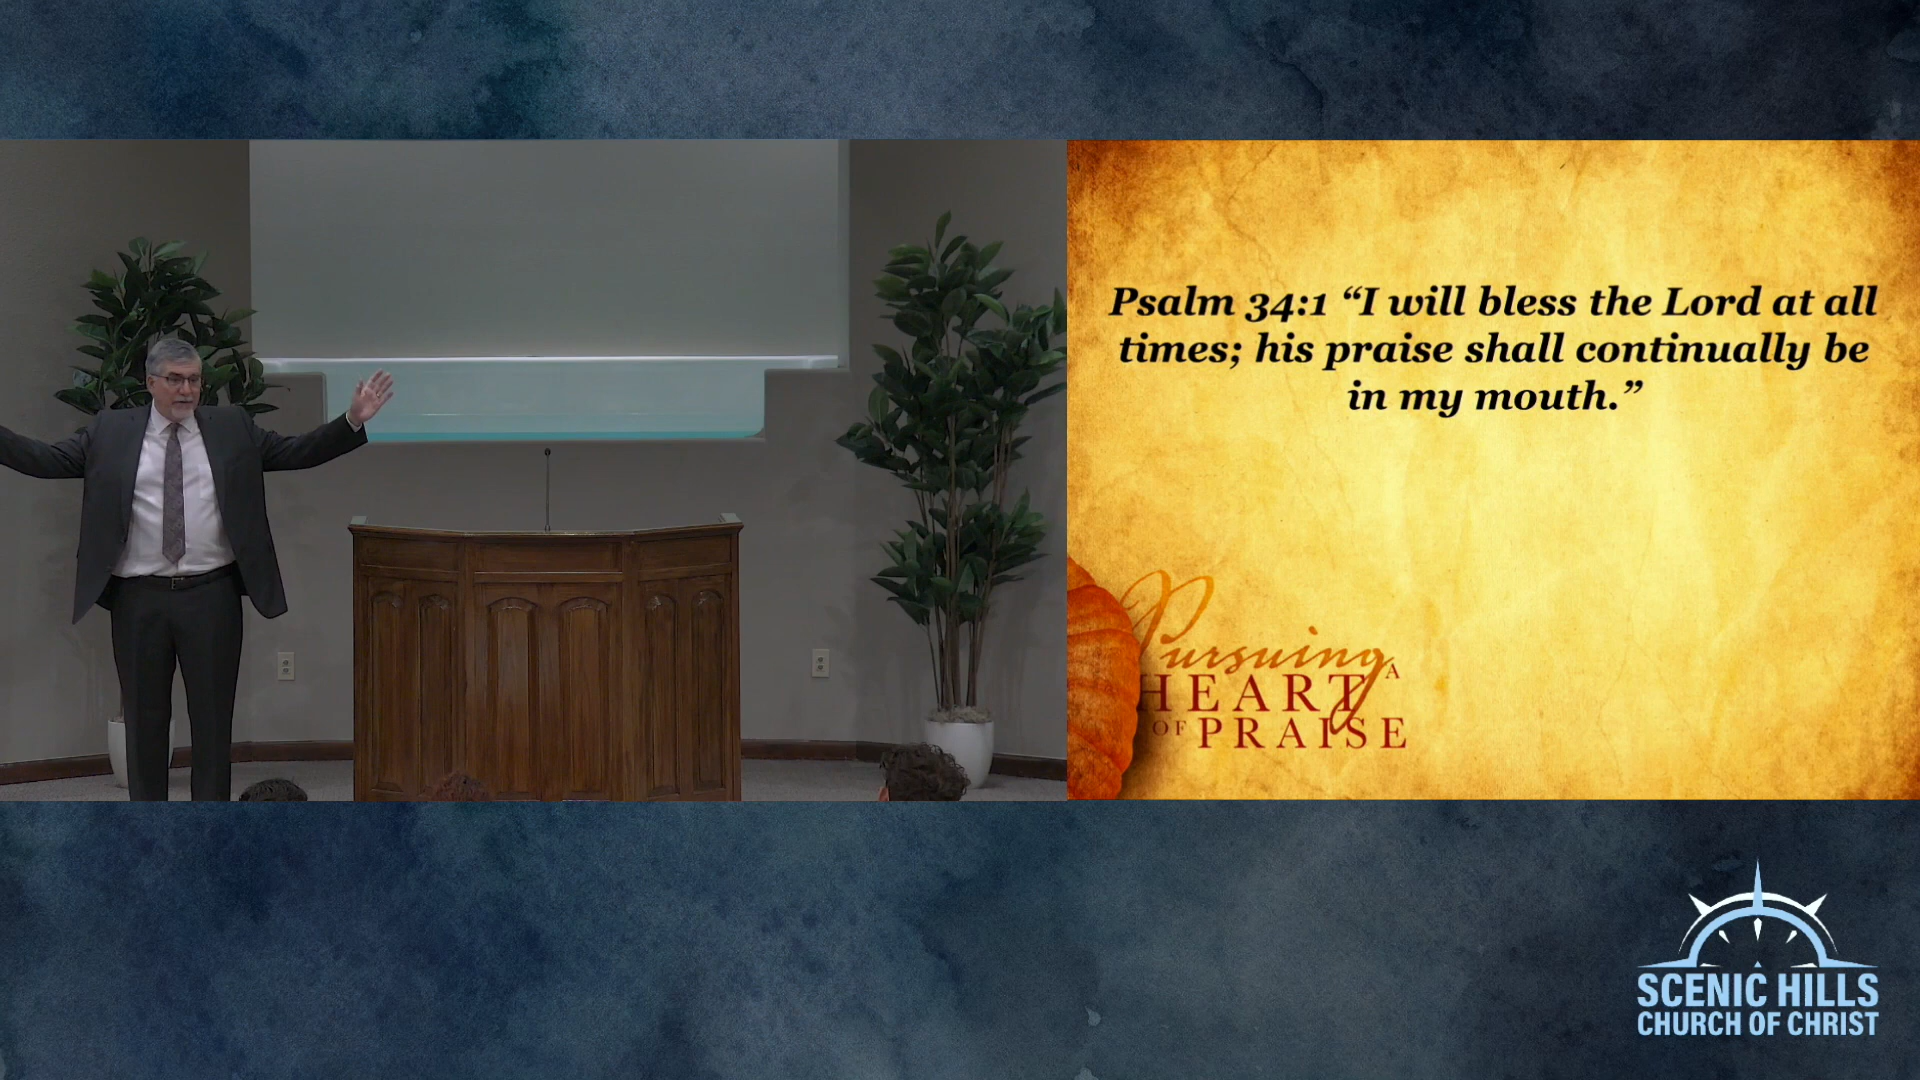 Psalm 34:1 “I will bless the Lord at all
times; his praise shall continually be
in my mouth.”
Pursuing
A
HEART
OF PRAISE
SCENIC HILLS
CHURCH OF CHRIST